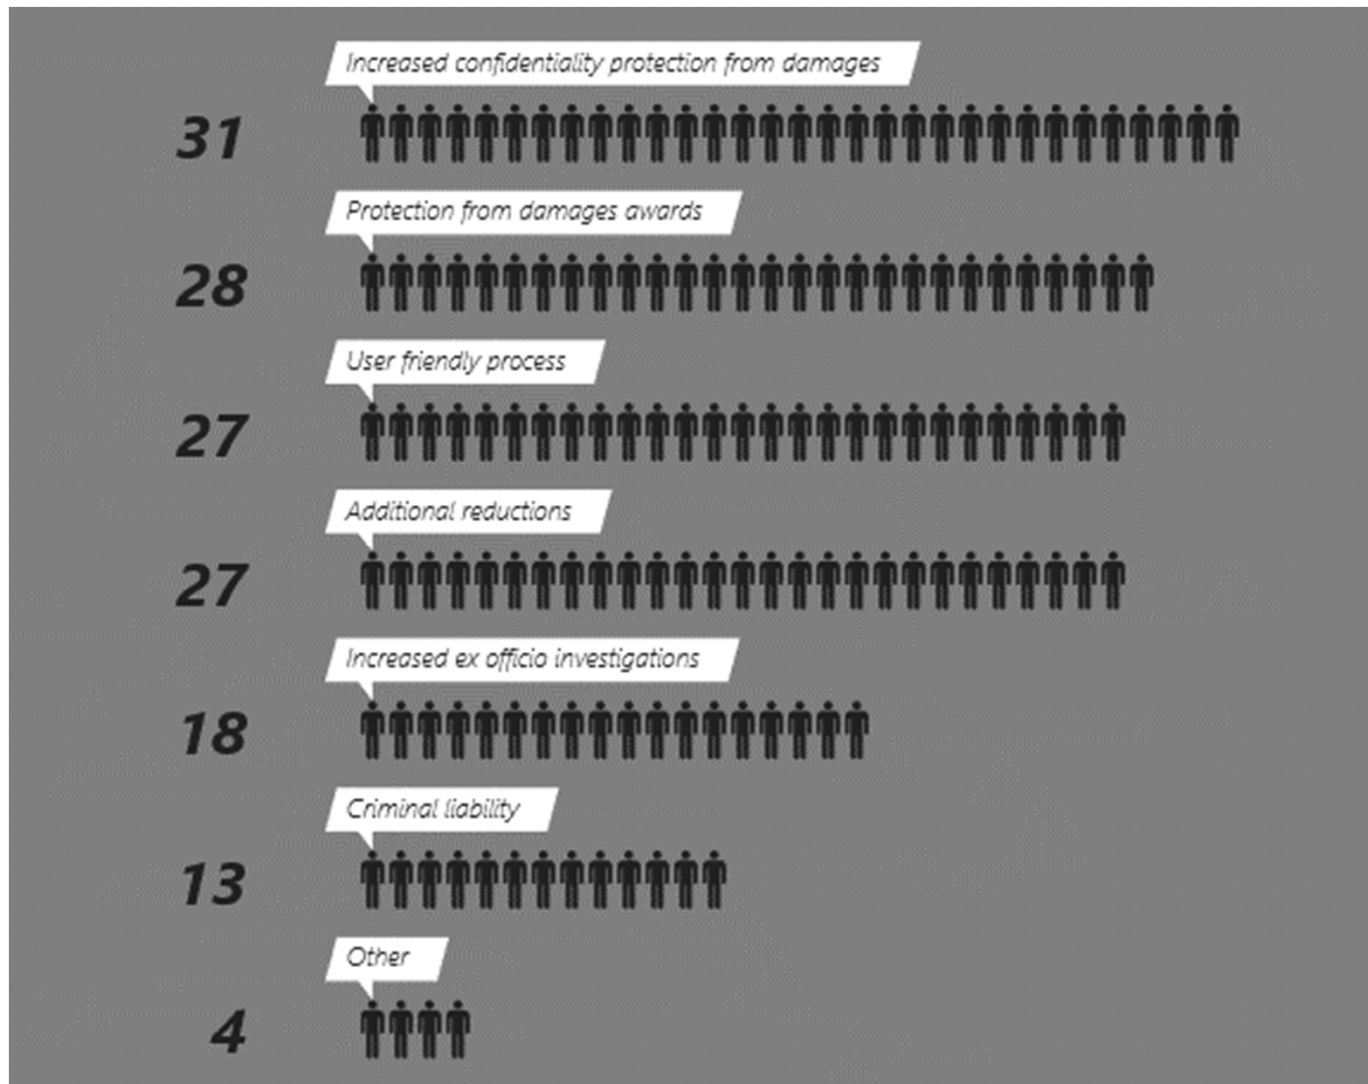 Increased confidentiality protection from damages
31
Protection from damages awards
28
User friendly process
27
Additional reductions
27
Increased ex officio investigations
18
Criminal liability
13
Other
4